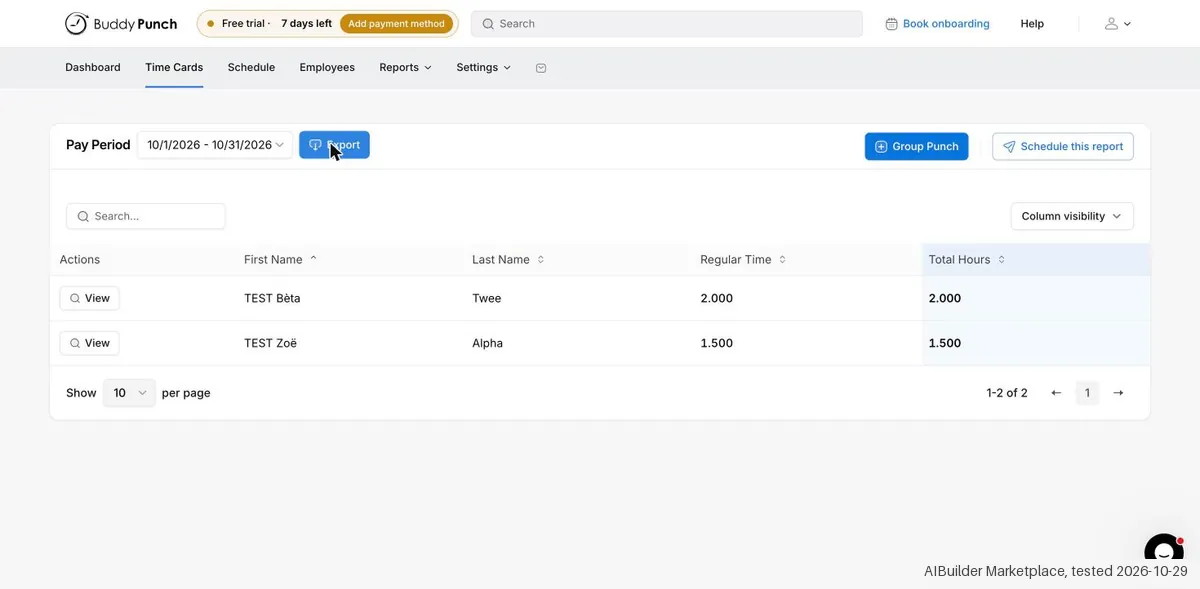 Buddy Punch
Free trial · 7 days left Add payment method
Search
Book onboarding
Help
Dashboard Time Cards Schedule Employees Reports Settings
Pay Period 10/1/2026 - 10/31/2026 Export Group Punch Schedule this report
Search... Column visibility
Actions First Name Last Name Regular Time Total Hours
View TEST Bèta Twee 2.000 2.000
View TEST Zoë Alpha 1.500 1.500
Show 10 per page 1-2 of 2 ← 1 →
AIBuilder Marketplace, tested 2026-10-29